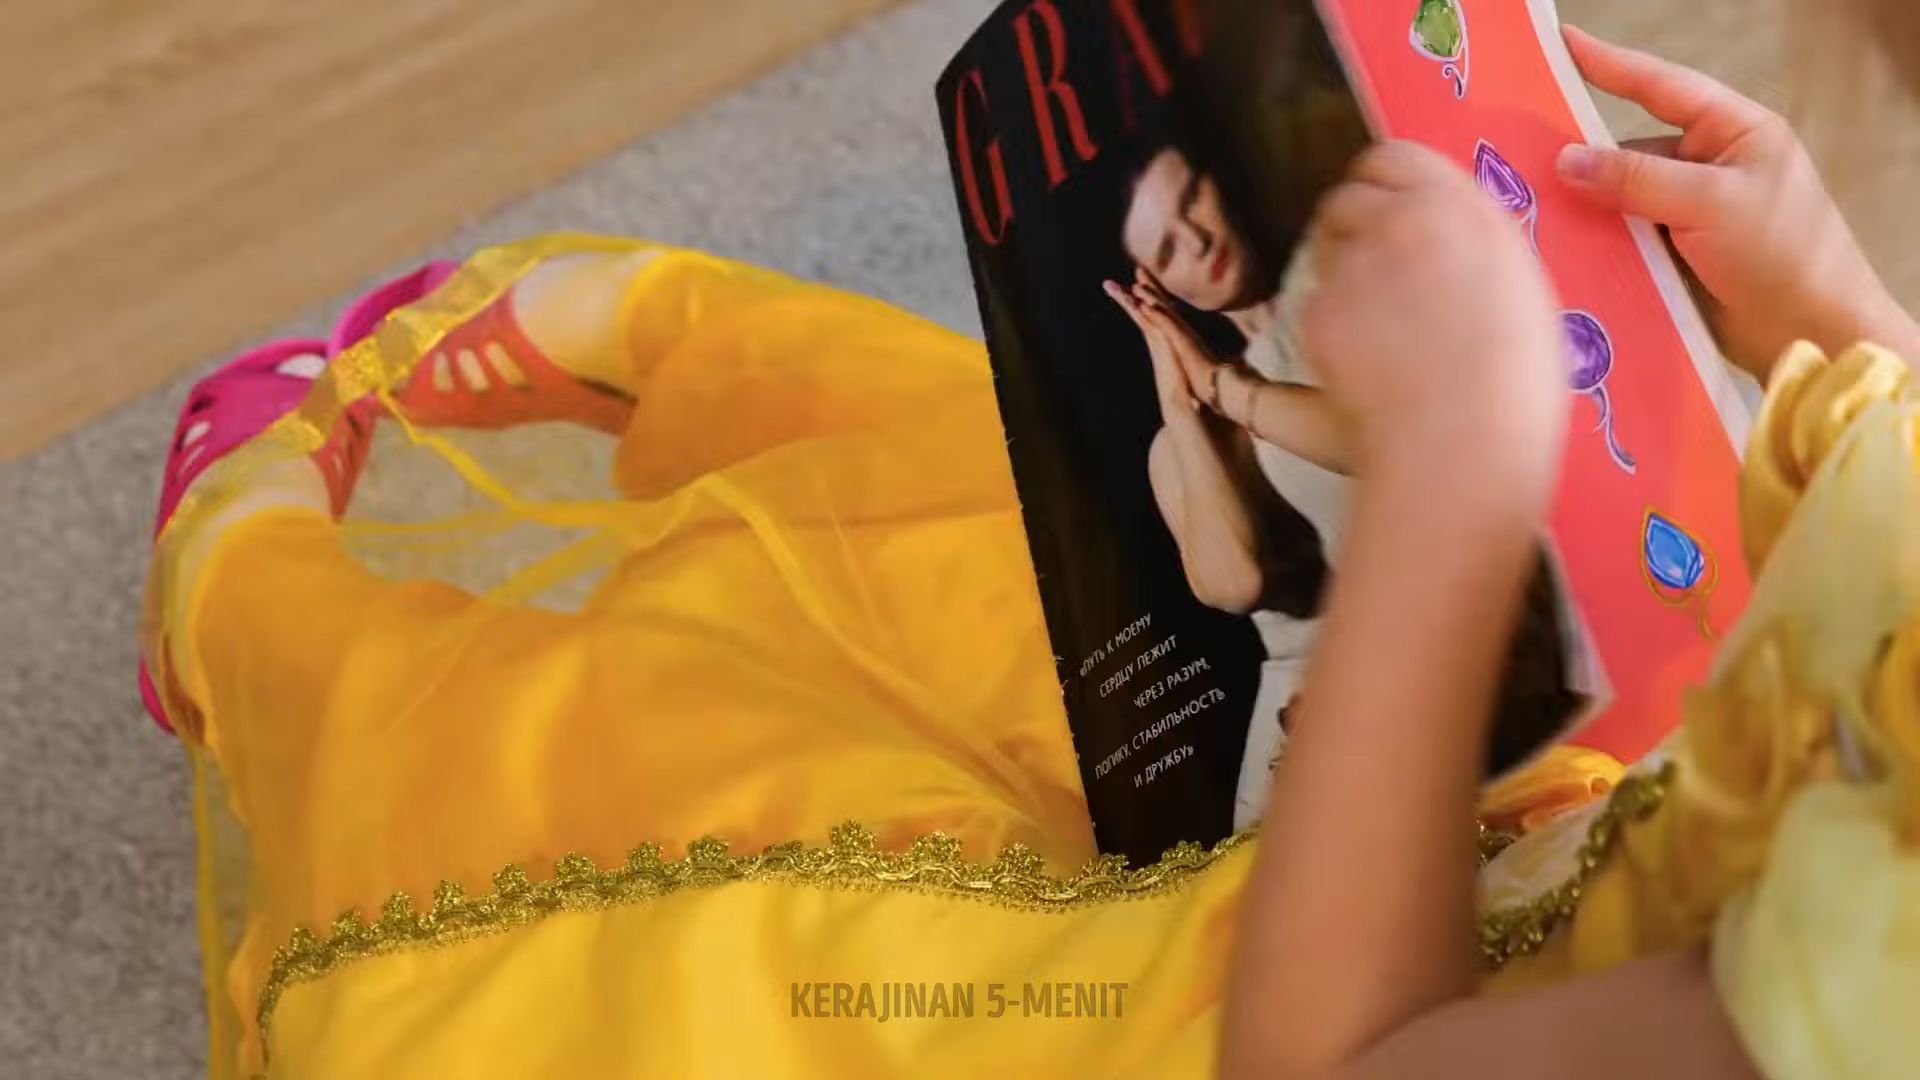 GRA
«ПУТЬ К МОЕМУ
СЕРДЦУ ЛЕЖИТ
ЧЕРЕЗ РАЗУМ,
ЛОГИКУ, СТАБИЛЬНОСТЬ
И ДРУЖБУ»
KERAJINAN 5-MENIT